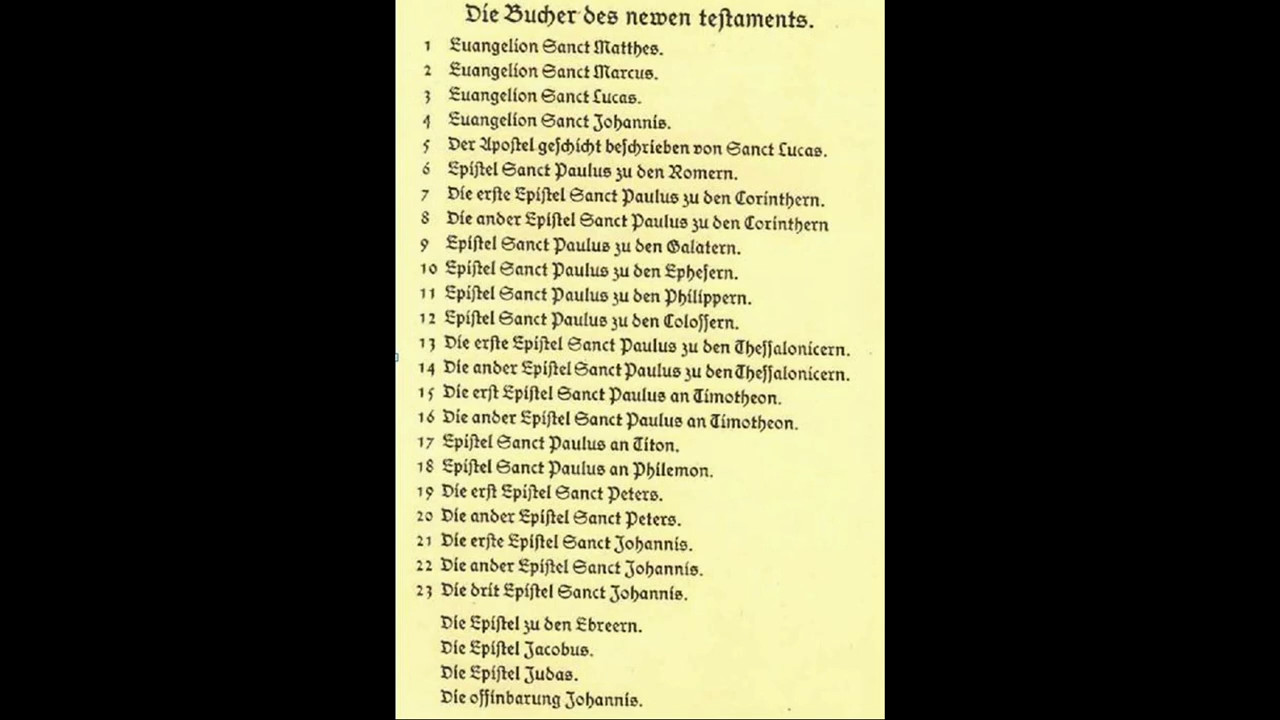 Die Bucher des newen testaments.
1 Euangelion Sanct Matthes.
2 Euangelion Sanct Marcus.
3 Euangelion Sanct Lucas.
4 Euangelion Sanct Johannis.
5 Der Apostel geschicht beschrieben von Sanct Lucas.
6 Epistel Sanct Paulus zu den Romern.
7 Die erste Epistel Sanct Paulus zu den Corinthern.
8 Die ander Epistel Sanct Paulus zu den Corinthern
9 Epistel Sanct Paulus zu den Galatern.
10 Epistel Sanct Paulus zu den Ephesern.
11 Epistel Sanct Paulus zu den Philippern.
12 Epistel Sanct Paulus zu den Colossern.
13 Die erste Epistel Sanct Paulus zu den Thessalonicern.
14 Die ander Epistel Sanct Paulus zu den Thessalonicern.
15 Die erst Epistel Sanct Paulus an Timotheon.
16 Die ander Epistel Sanct Paulus an Timotheon.
17 Epistel Sanct Paulus an Titon.
18 Epistel Sanct Paulus an Philemon.
19 Die erst Epistel Sanct Peters.
20 Die ander Epistel Sanct Peters.
21 Die erste Epistel Sanct Johannis.
22 Die ander Epistel Sanct Johannis.
23 Die drit Epistel Sanct Johannis.
Die Epistel zu den Ebreern.
Die Epistel Jacobus.
Die Epistel Judas.
Die offinbarung Johannis.